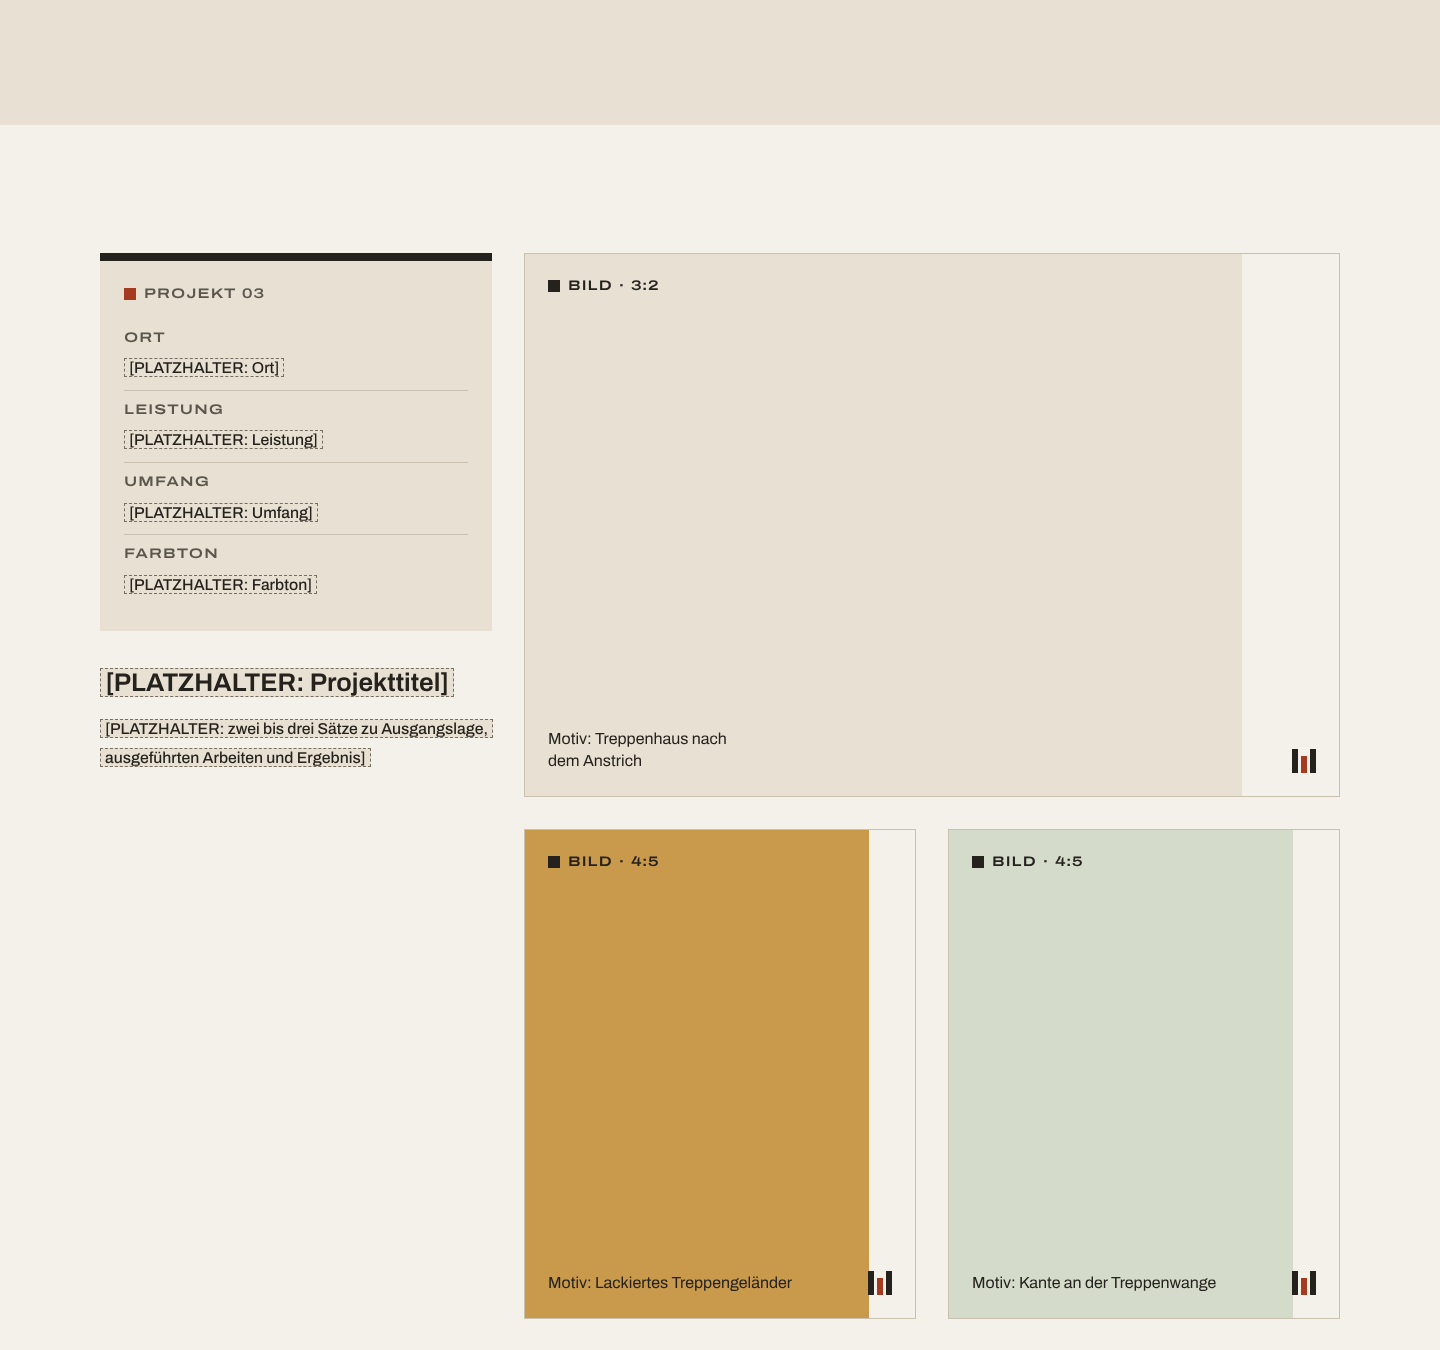 PROJEKT 03
ORT
[PLATZHALTER: Ort]
LEISTUNG
[PLATZHALTER: Leistung]
UMFANG
[PLATZHALTER: Umfang]
FARBTON
[PLATZHALTER: Farbton]
[PLATZHALTER: Projekttitel]
[PLATZHALTER: zwei bis drei Sätze zu Ausgangslage,
ausgeführten Arbeiten und Ergebnis]
BILD · 3:2
Motiv: Treppenhaus nach
dem Anstrich
BILD · 4:5
Motiv: Lackiertes Treppengeländer
BILD · 4:5
Motiv: Kante an der Treppenwange